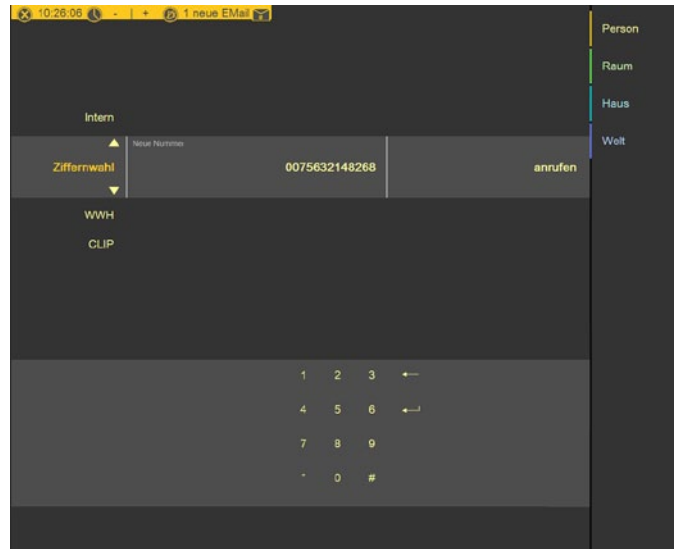 10:26:06 - | + 1 neue EMail
Person
Raum
Haus
Welt
Intern
Ziffernwahl
Neue Nummer
0075632148268
anrufen
WWH
CLIP
1 2 3 ←
4 5 6 ↵
7 8 9
* 0 #